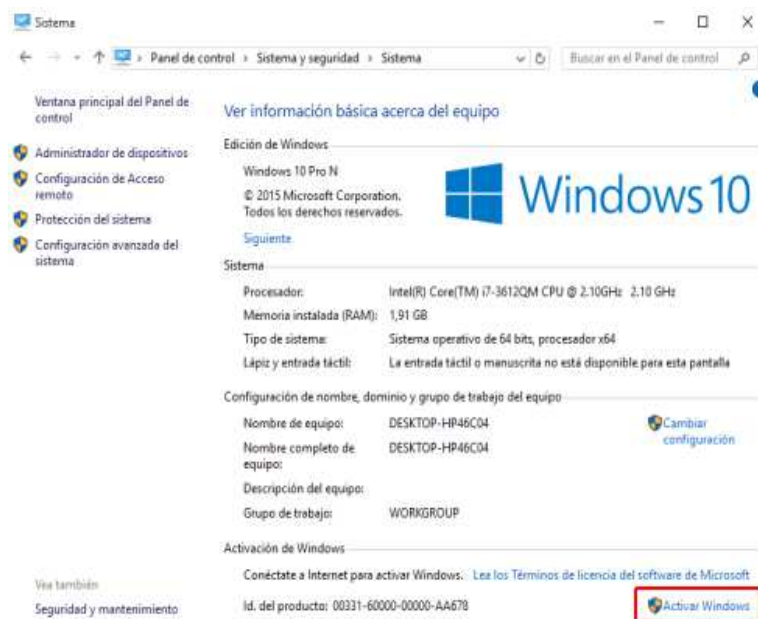 Sistema
Panel de control › Sistema y seguridad › Sistema
Buscar en el Panel de control
Ventana principal del Panel de
control
Administrador de dispositivos
Configuración de Acceso
remoto
Protección del sistema
Configuración avanzada del
sistema
Vea también
Seguridad y mantenimiento
Ver información básica acerca del equipo
Edición de Windows
Windows 10 Pro N
© 2015 Microsoft Corporation.
Todos los derechos reservados.
Siguiente
Windows 10
Sistema
Procesador: Intel(R) Core(TM) i7-3612QM CPU @ 2.10GHz 2.10 GHz
Memoria instalada (RAM): 1,91 GB
Tipo de sistema: Sistema operativo de 64 bits, procesador x64
Lápiz y entrada táctil: La entrada táctil o manuscrita no está disponible para esta pantalla
Configuración de nombre, dominio y grupo de trabajo del equipo
Nombre de equipo: DESKTOP-HP46C04
Cambiar
configuración
Nombre completo de
equipo: DESKTOP-HP46C04
Descripción del equipo:
Grupo de trabajo: WORKGROUP
Activación de Windows
Conéctate a Internet para activar Windows. Lea los Términos de licencia del software de Microsoft
Id. del producto: 00331-60000-00000-AA678
Activar Windows